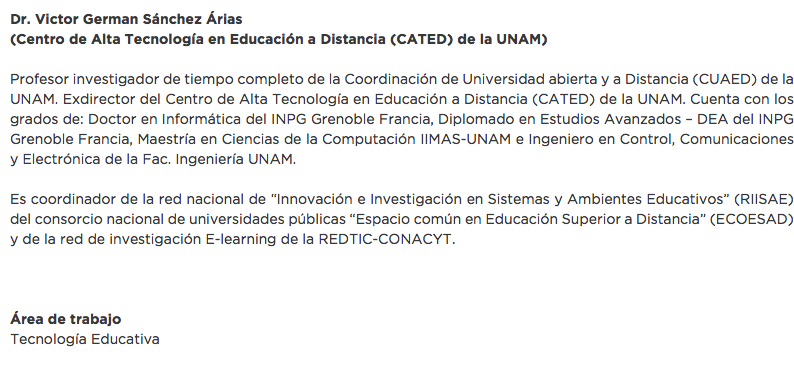 Dr. Victor German Sánchez Árias
(Centro de Alta Tecnología en Educación a Distancia (CATED) de la UNAM)
Profesor investigador de tiempo completo de la Coordinación de Universidad abierta y a Distancia (CUAED) de la
UNAM. Exdirector del Centro de Alta Tecnología en Educación a Distancia (CATED) de la UNAM. Cuenta con los
grados de: Doctor en Informática del INPG Grenoble Francia, Diplomado en Estudios Avanzados – DEA del INPG
Grenoble Francia, Maestría en Ciencias de la Computación IIMAS-UNAM e Ingeniero en Control, Comunicaciones
y Electrónica de la Fac. Ingeniería UNAM.
Es coordinador de la red nacional de “Innovación e Investigación en Sistemas y Ambientes Educativos” (RIISAE)
del consorcio nacional de universidades públicas “Espacio común en Educación Superior a Distancia” (ECOESAD)
y de la red de investigación E-learning de la REDTIC-CONACYT.
Área de trabajo
Tecnología Educativa